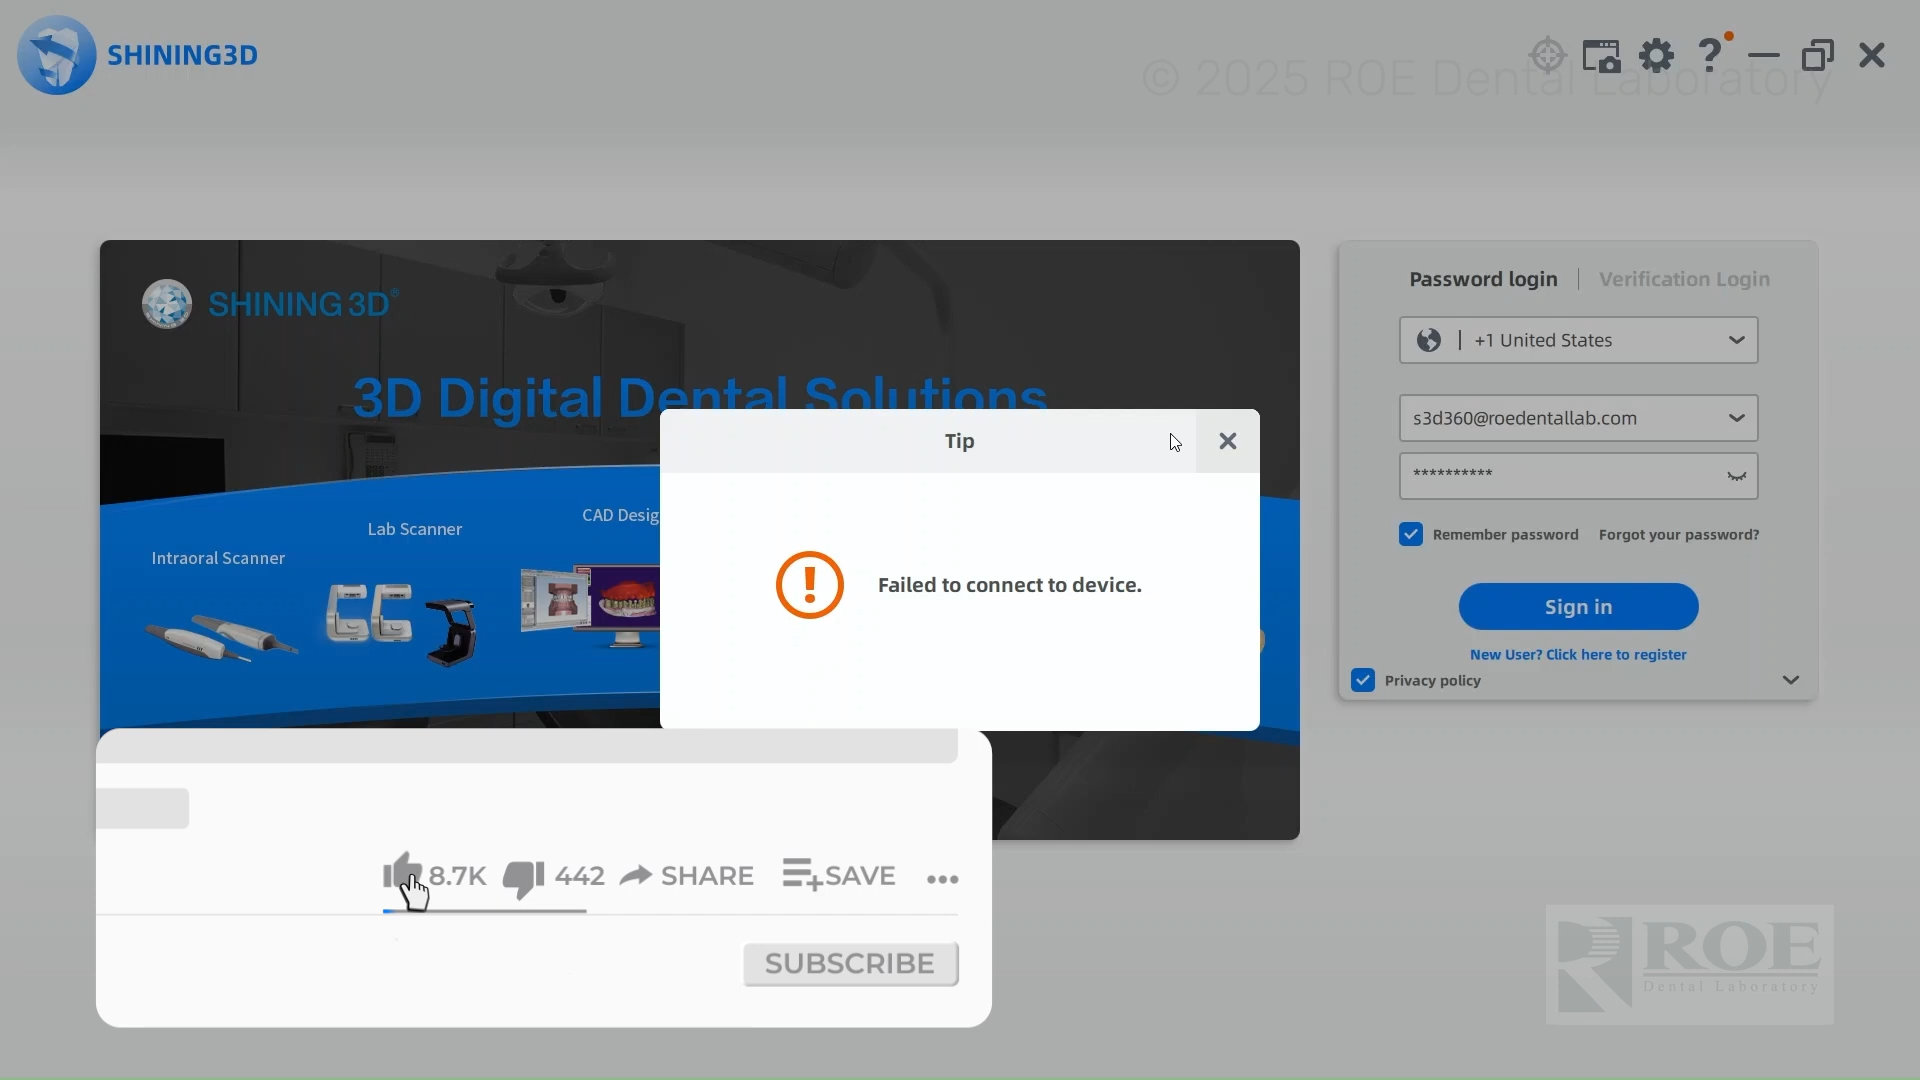 SHINING3D
© 2025 ROE Dental Laboratory
SHINING 3D®
3D Digital Dental Solutions
Intraoral Scanner
Lab Scanner
CAD Desig
Tip
Failed to connect to device.
Password login
Verification Login
+1 United States
s3d360@roedentallab.com
**********
Remember password
Forgot your password?
Sign in
New User? Click here to register
Privacy policy
8.7K
442
SHARE
SAVE
SUBSCRIBE
ROE
Dental Laboratory